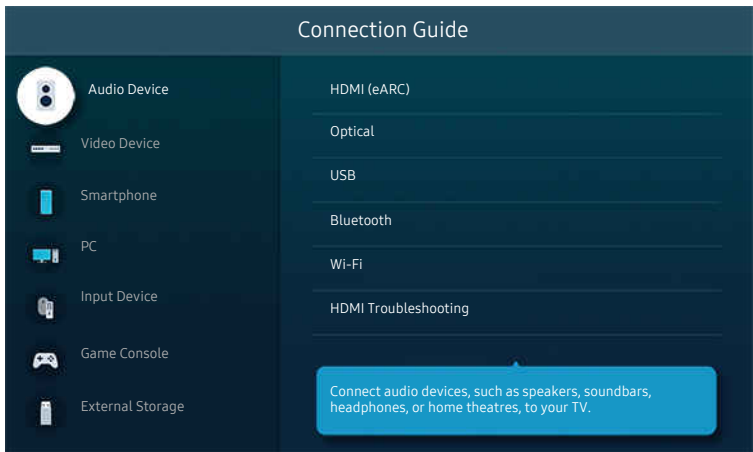 Connection Guide
Audio Device
Video Device
Smartphone
PC
Input Device
Game Console
External Storage
HDMI (eARC)
Optical
USB
Bluetooth
Wi-Fi
HDMI Troubleshooting
Connect audio devices, such as speakers, soundbars,
headphones, or home theatres, to your TV.